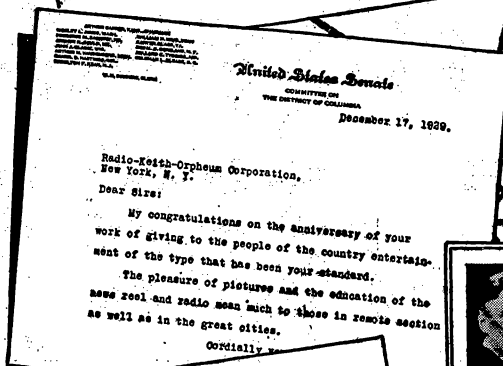 United States Senate
COMMITTEE ON
THE DISTRICT OF COLUMBIA
December 17, 1929.
Radio-Keith-Orpheum Corporation,
New York, N. Y.
Dear Sirs:
My congratulations on the anniversary of your
work of giving to the people of the country entertain-
ment of the type that has been your standard.
The pleasure of pictures and the education of the
news reel and radio mean much to those in remote section
as well as in the great cities.
Cordially